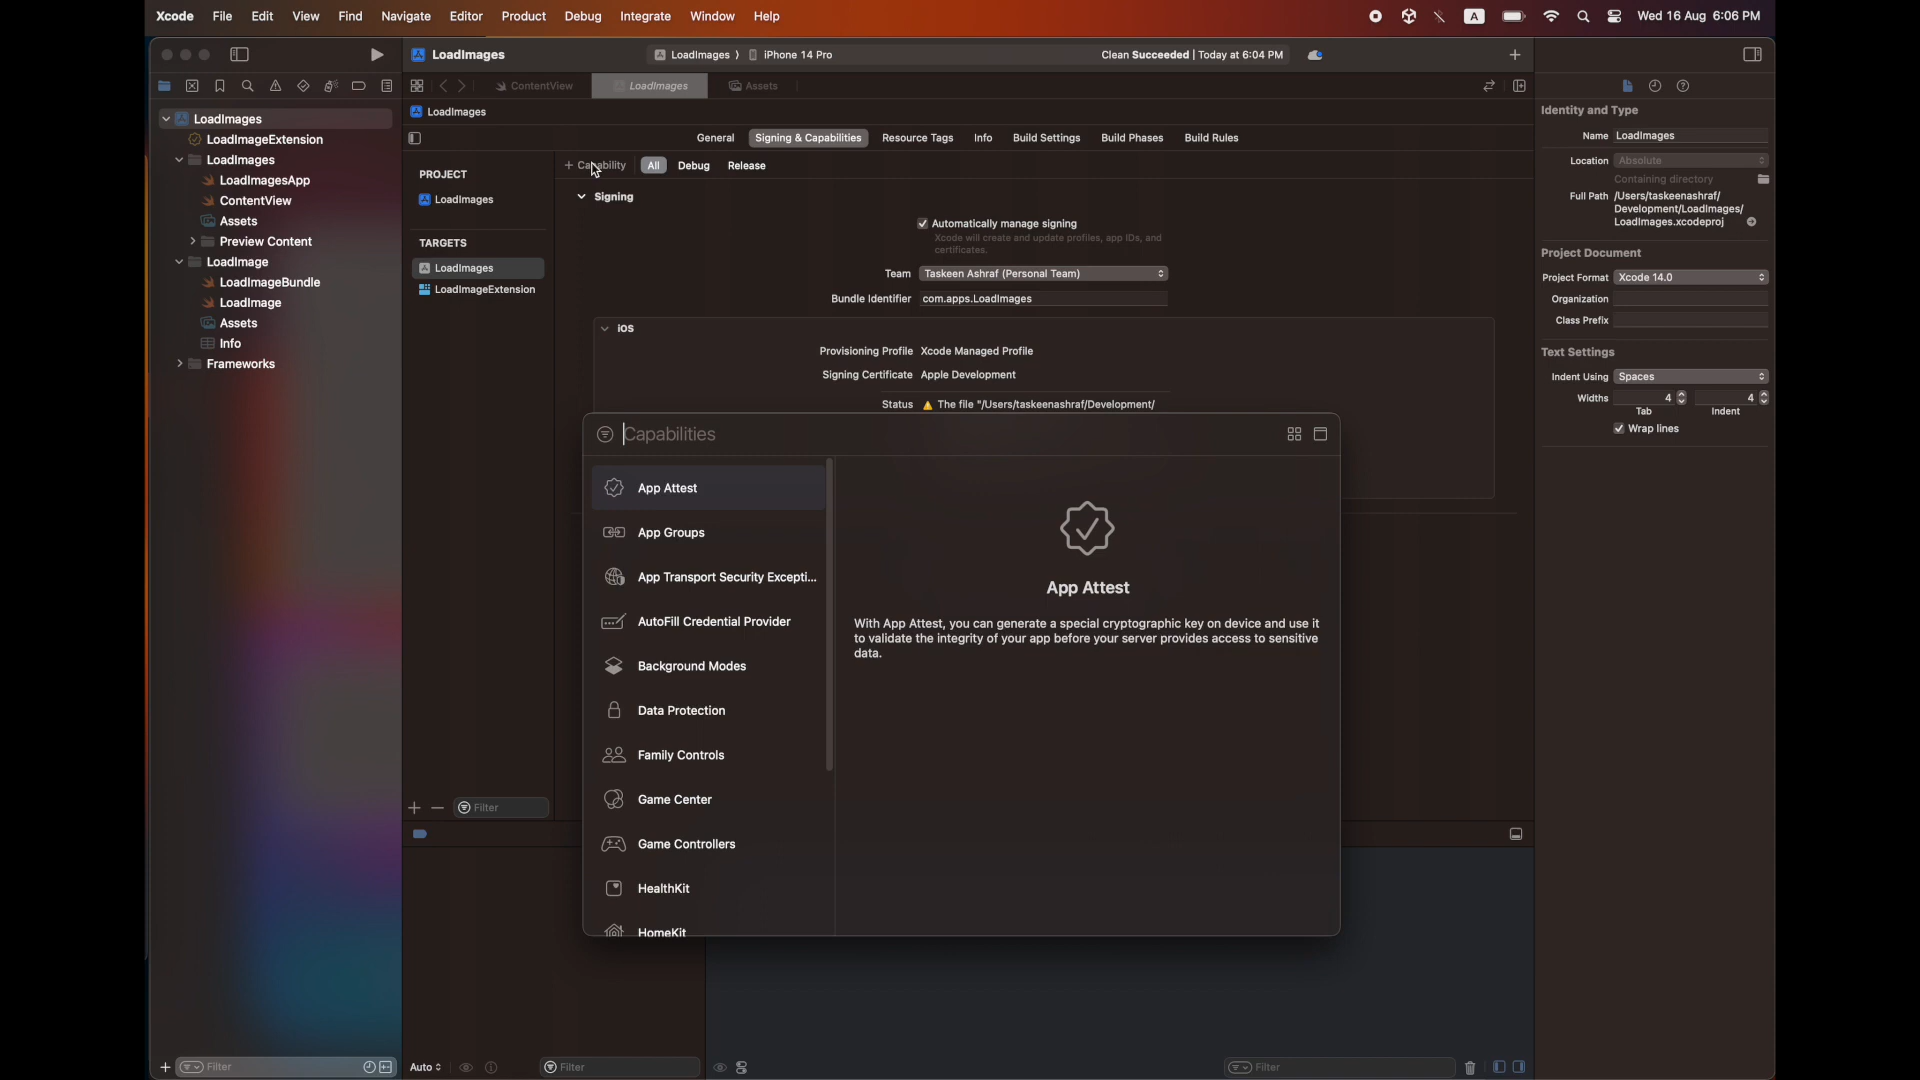 Xcode File Edit View Find Navigate Editor Product Debug Integrate Window Help
A Wed 16 Aug 6:06 PM
LoadImages
LoadImages ⟩ iPhone 14 Pro
Clean Succeeded | Today at 6:04 PM
ContentView
LoadImages
Assets
LoadImages
General
Signing & Capabilities
Resource Tags
Info
Build Settings
Build Phases
Build Rules
LoadImages
LoadImageExtension
LoadImages
LoadImagesApp
ContentView
Assets
Preview Content
LoadImage
LoadImageBundle
LoadImage
Assets
Info
Frameworks
Filter
PROJECT
LoadImages
TARGETS
LoadImages
LoadImageExtension
Filter
+ Capability
All
Debug
Release
Signing
Automatically manage signing
Xcode will create and update profiles, app IDs, and
certificates.
Team Taskeen Ashraf (Personal Team)
Bundle Identifier com.apps.LoadImages
iOS
Provisioning Profile Xcode Managed Profile
Signing Certificate Apple Development
Status The file "/Users/taskeenashraf/Development/
Capabilities
App Attest
App Groups
App Transport Security Excepti...
AutoFill Credential Provider
Background Modes
Data Protection
Family Controls
Game Center
Game Controllers
HealthKit
HomeKit
App Attest
With App Attest, you can generate a special cryptographic key on device and use it
to validate the integrity of your app before your server provides access to sensitive
data.
Auto
Filter
Filter
Identity and Type
Name LoadImages
Location Absolute
Containing directory
Full Path /Users/taskeenashraf/
Development/LoadImages/
LoadImages.xcodeproj
Project Document
Project Format Xcode 14.0
Organization
Class Prefix
Text Settings
Indent Using Spaces
Widths 4 4
Tab Indent
Wrap lines